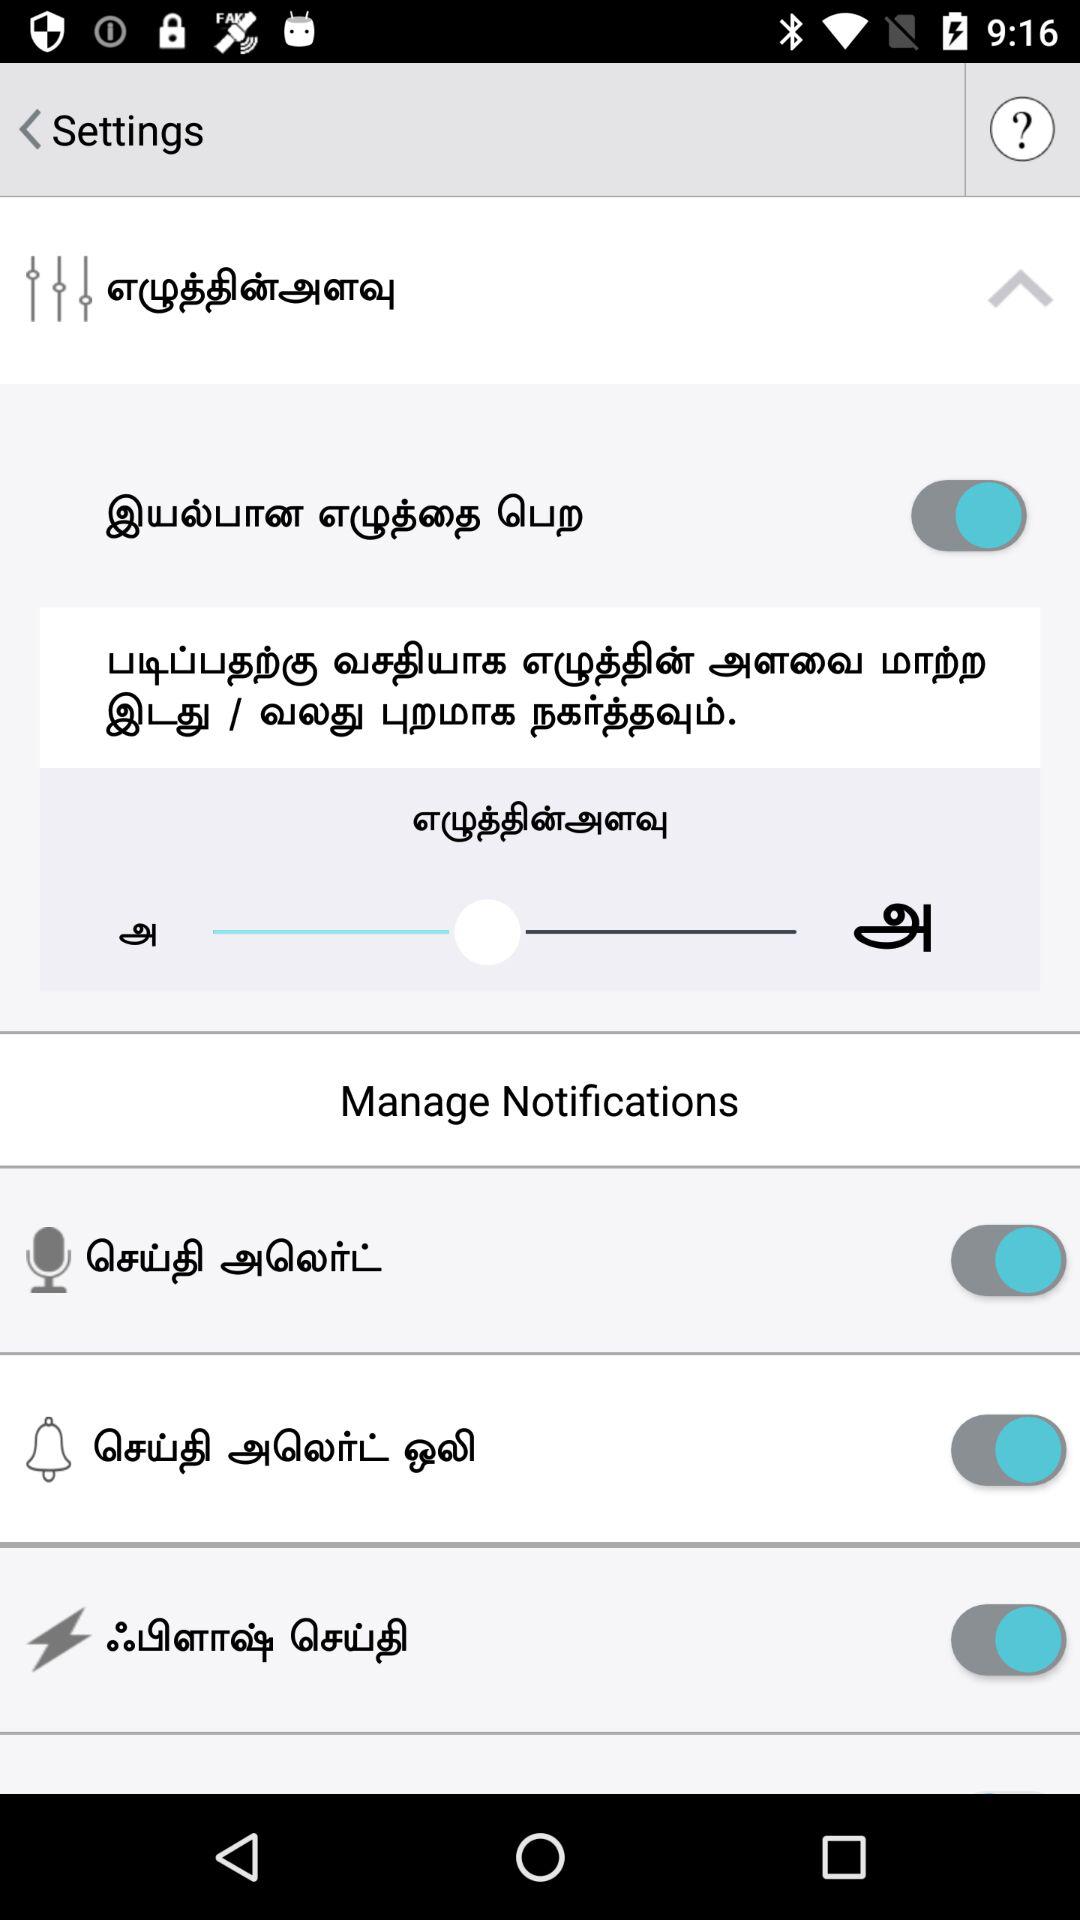 FAKE
9:16
Settings
?
எழுத்தின்அளவு
இயல்பான எழுத்தை பெற
படிப்பதற்கு வசதியாக எழுத்தின் அளவை மாற்ற
இடது / வலது புறமாக நகர்த்தவும்.
எழுத்தின்அளவு
அ அ
Manage Notifications
செய்தி அலெர்ட்
செய்தி அலெர்ட் ஒலி
ஃபிளாஷ் செய்தி